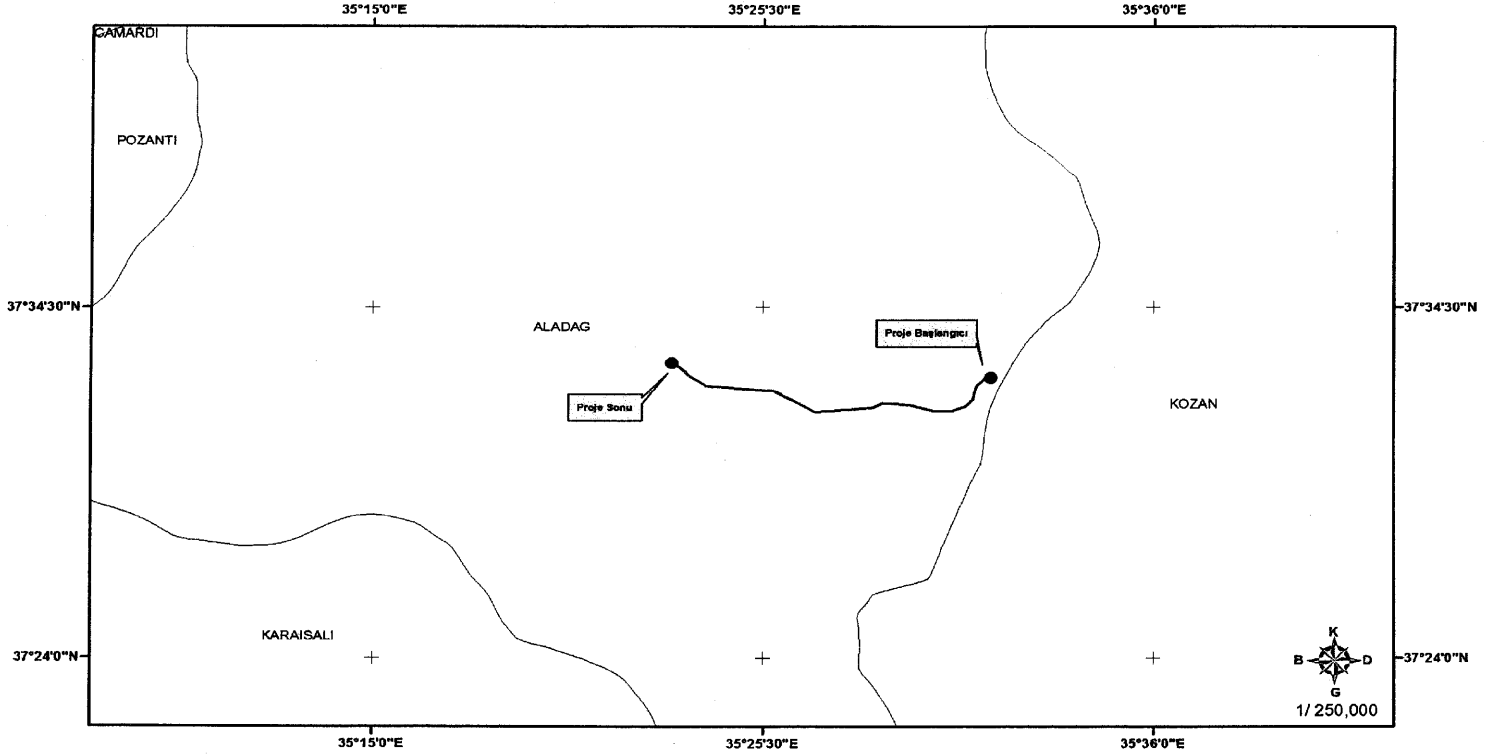 35°15'0"E
35°25'30"E
35°36'0"E
CAMARDI
POZANTI
37°34'30"N
37°34'30"N
ALADAG
Proje Başlangıcı
Proje Sonu
KOZAN
KARAISALI
37°24'0"N
37°24'0"N
K
B
D
G
1/ 250,000
35°15'0"E
35°25'30"E
35°36'0"E